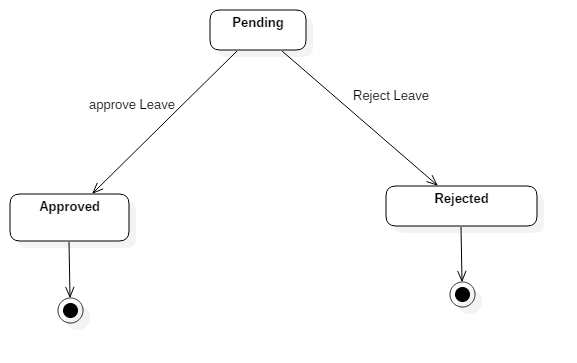 Pending
approve Leave
Reject Leave
Approved
Rejected